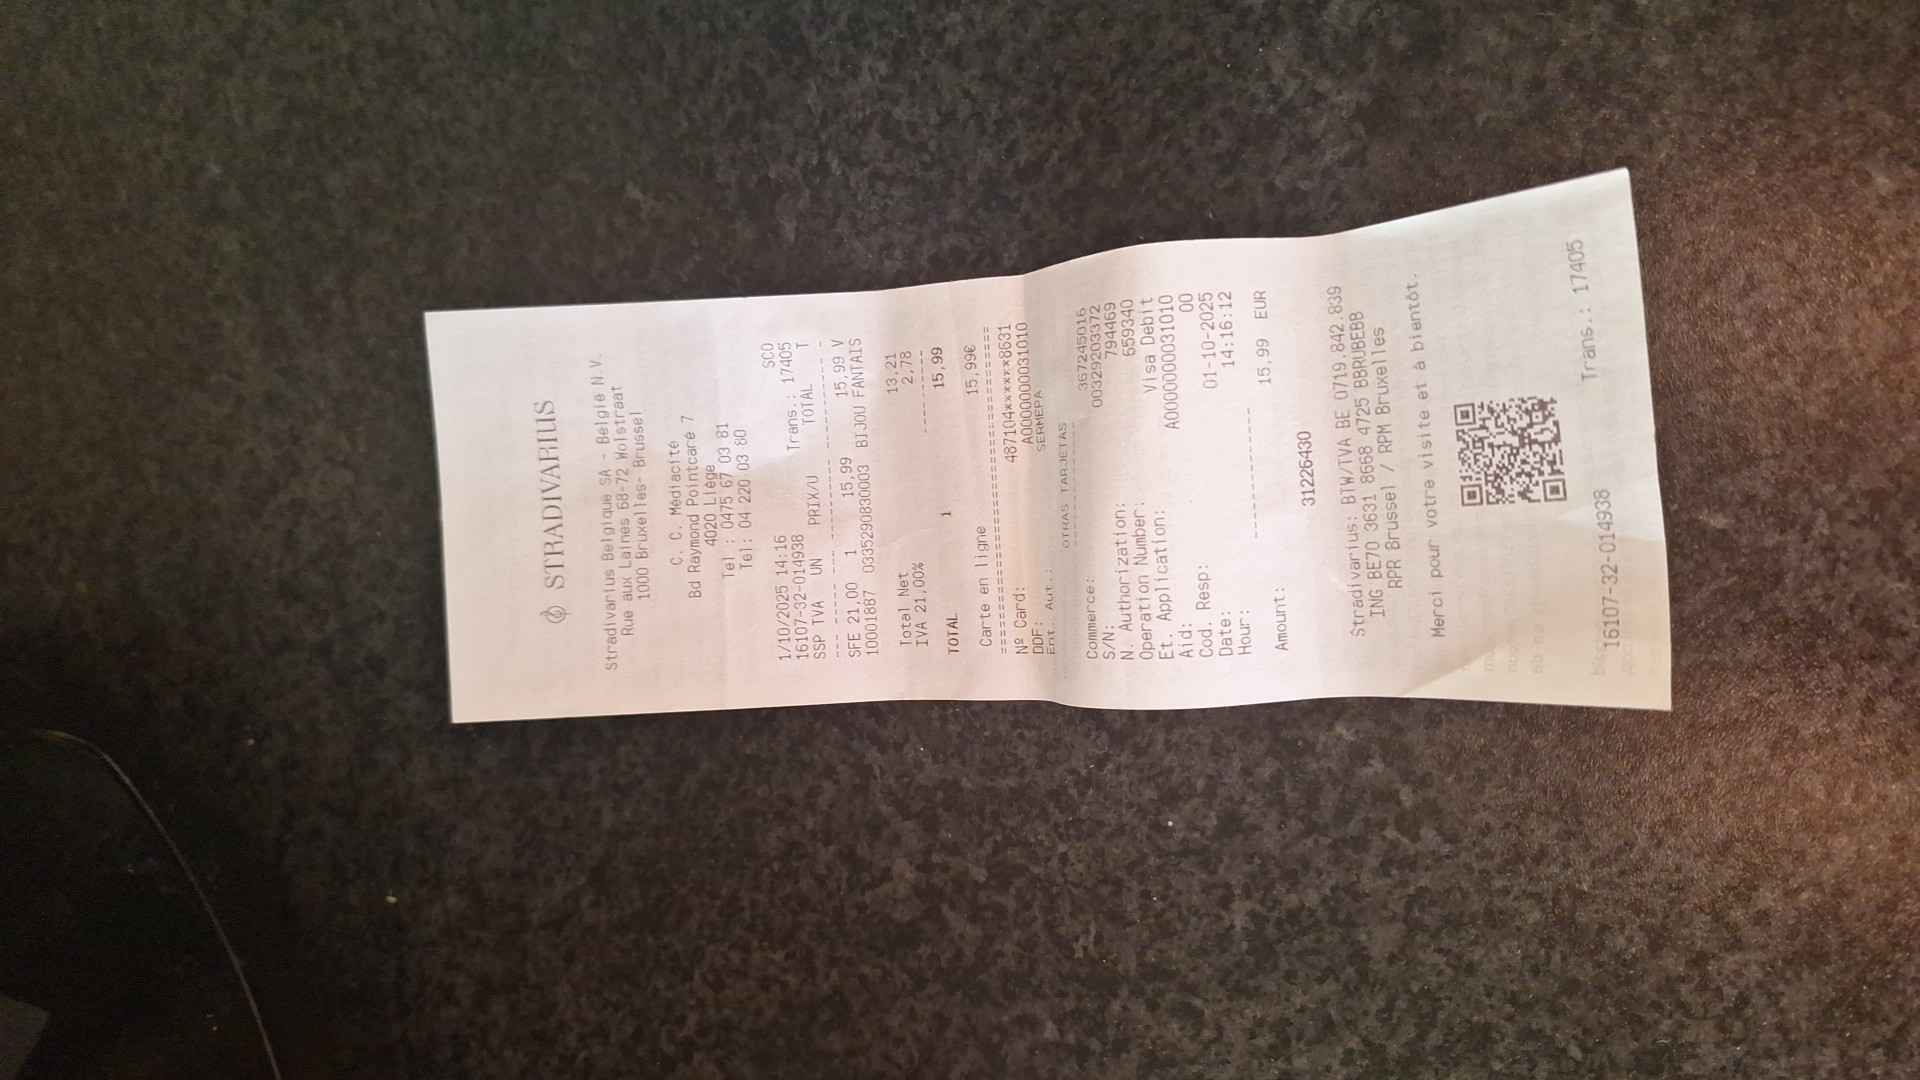 STRADIVARIUS
Stradivarius Belgique SA - België N.V.
Rue aux Laines 68-72 Wolstraat
1000 Bruxelles- Brussel
C. C. Médiacité
Bd Raymond Pointcaré 7
4020 Liége
Tel : 0475 67 03 81
Tel: 04 220 03 80
SCO
1/10/2025 14:16 Trans.: 17405
16107-32-014938
SSP TVA UN PRIX/U TOTAL T
SFE 21,00 1 15,99 15,99 V
100001887 0335290830003 BIJOU FANTAIS
Total Net 13,21
IVA 21,00% 2,78
TOTAL 1 15,99
Carte en ligne 15,99€
Nº Card: 487104******8631
DDF: A0000000031010
Ent. Aut.: SERMEPA
OTRAS TARJETAS
Commerce: 367245016
S/N: 00329203372
N. Authorization: 794469
Operation Number: 659340
Et. Application: Visa Debit
Aid: A0000000031010
Cod. Resp: 00
Date: 01-10-2025
Hour: 14:16:12
Amount: 15,99 EUR
31226430
Stradivarius: BTW/TVA BE 0719.842.839
ING BE70 3631 8668 4725 BBRUBEBB
RPR Brussel / RPM Bruxelles
Merci pour votre visite et à bientôt.
16107-32-014938 Trans.: 17405